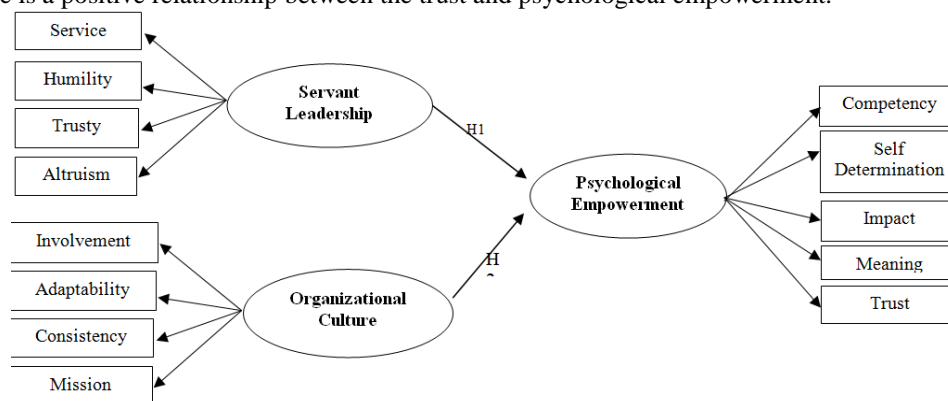 e is a positive relationship between the trust and psychological empowerment.
Service
Humility
Trusty
Altruism
Servant
Leadership
H1
Competency
Self
Determination
Impact
Meaning
Trust
Psychological
Empowerment
Involvement
Adaptability
Consistency
Mission
Organizational
Culture
H